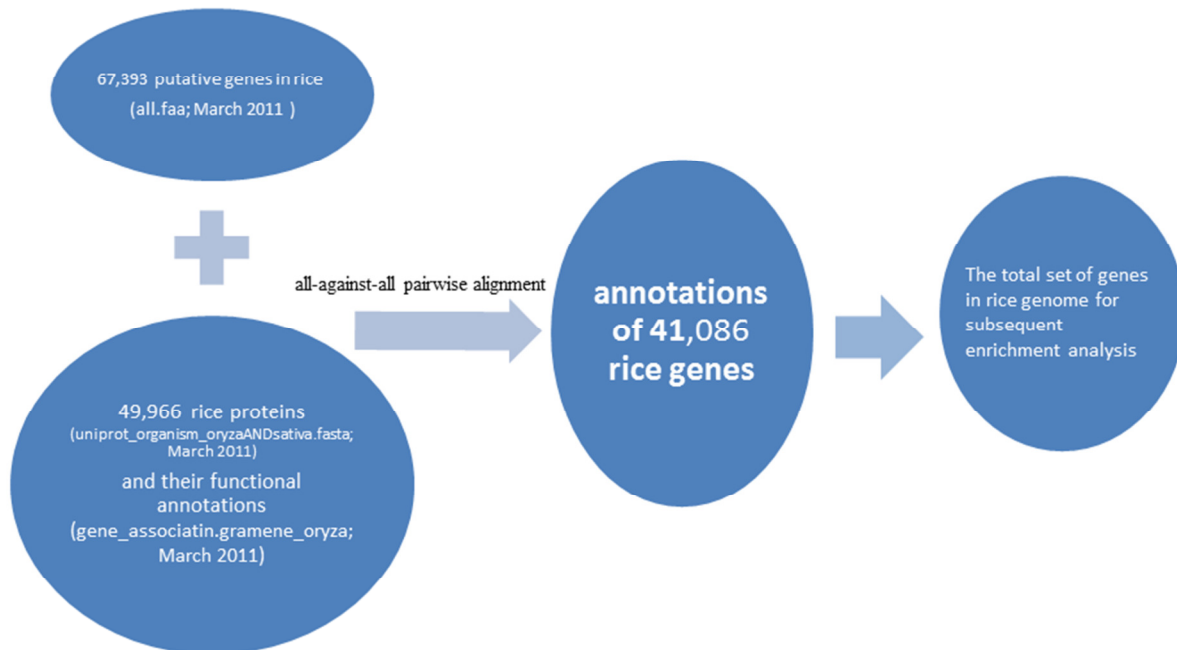 67,393 putative genes in rice
(all.faa; March 2011 )
all-against-all pairwise alignment
49,966 rice proteins
(uniprot_organism_oryzaANDsativa.fasta;
March 2011)
and their functional
annotations
(gene_associatin.gramene_oryza;
March 2011)
annotations
of 41,086
rice genes
The total set of genes
in rice genome for
subsequent
enrichment analysis